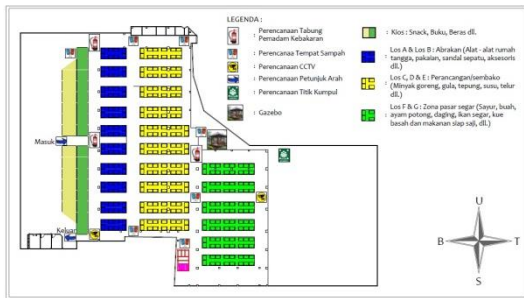 LEGENDA :
: Perencanaan Tabung
Pemadam Kebakaran
: Perencanaa Tempat Sampah
: Perencanaan CCTV
: Perencanaan Petunjuk Arah
: Perencanaan Titik Kumpul
: Gazebo
: Kios : Snack, Buku, Beras dll.
Los A & Los B : Abrakan (Alat - alat rumah
: tangga, pakaian, sandal sepatu, aksesoris
dll.)
Los C, D & E : Perancangan/sembako
: (Minyak goreng, gula, tepung, susu, telur
dll.)
Los F & G : Zona pasar segar (Sayur, buah,
: ayam potong, daging, ikan segar, kue
basah dan makanan siap saji, dll.)
Masuk
Keluar
U
B
T
S